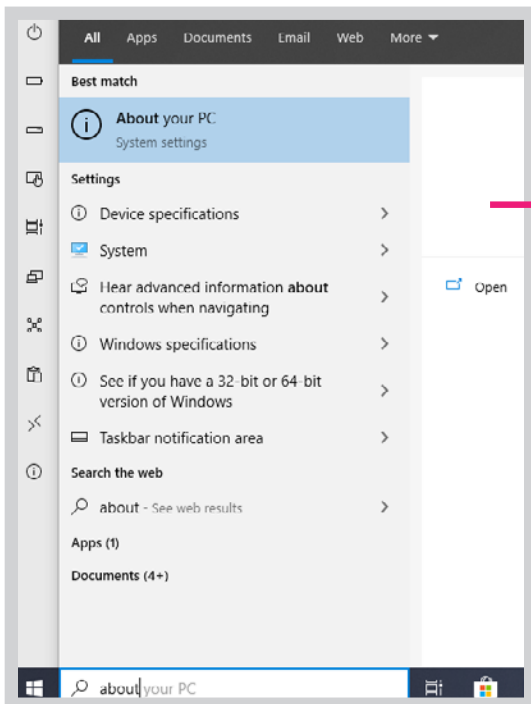 All Apps Documents Email Web More
Best match
About your PC
System settings
Settings
Device specifications
System
Hear advanced information about
controls when navigating
Windows specifications
See if you have a 32-bit or 64-bit
version of Windows
Taskbar notification area
Search the web
about - See web results
Apps (1)
Documents (4+)
Open
about your PC